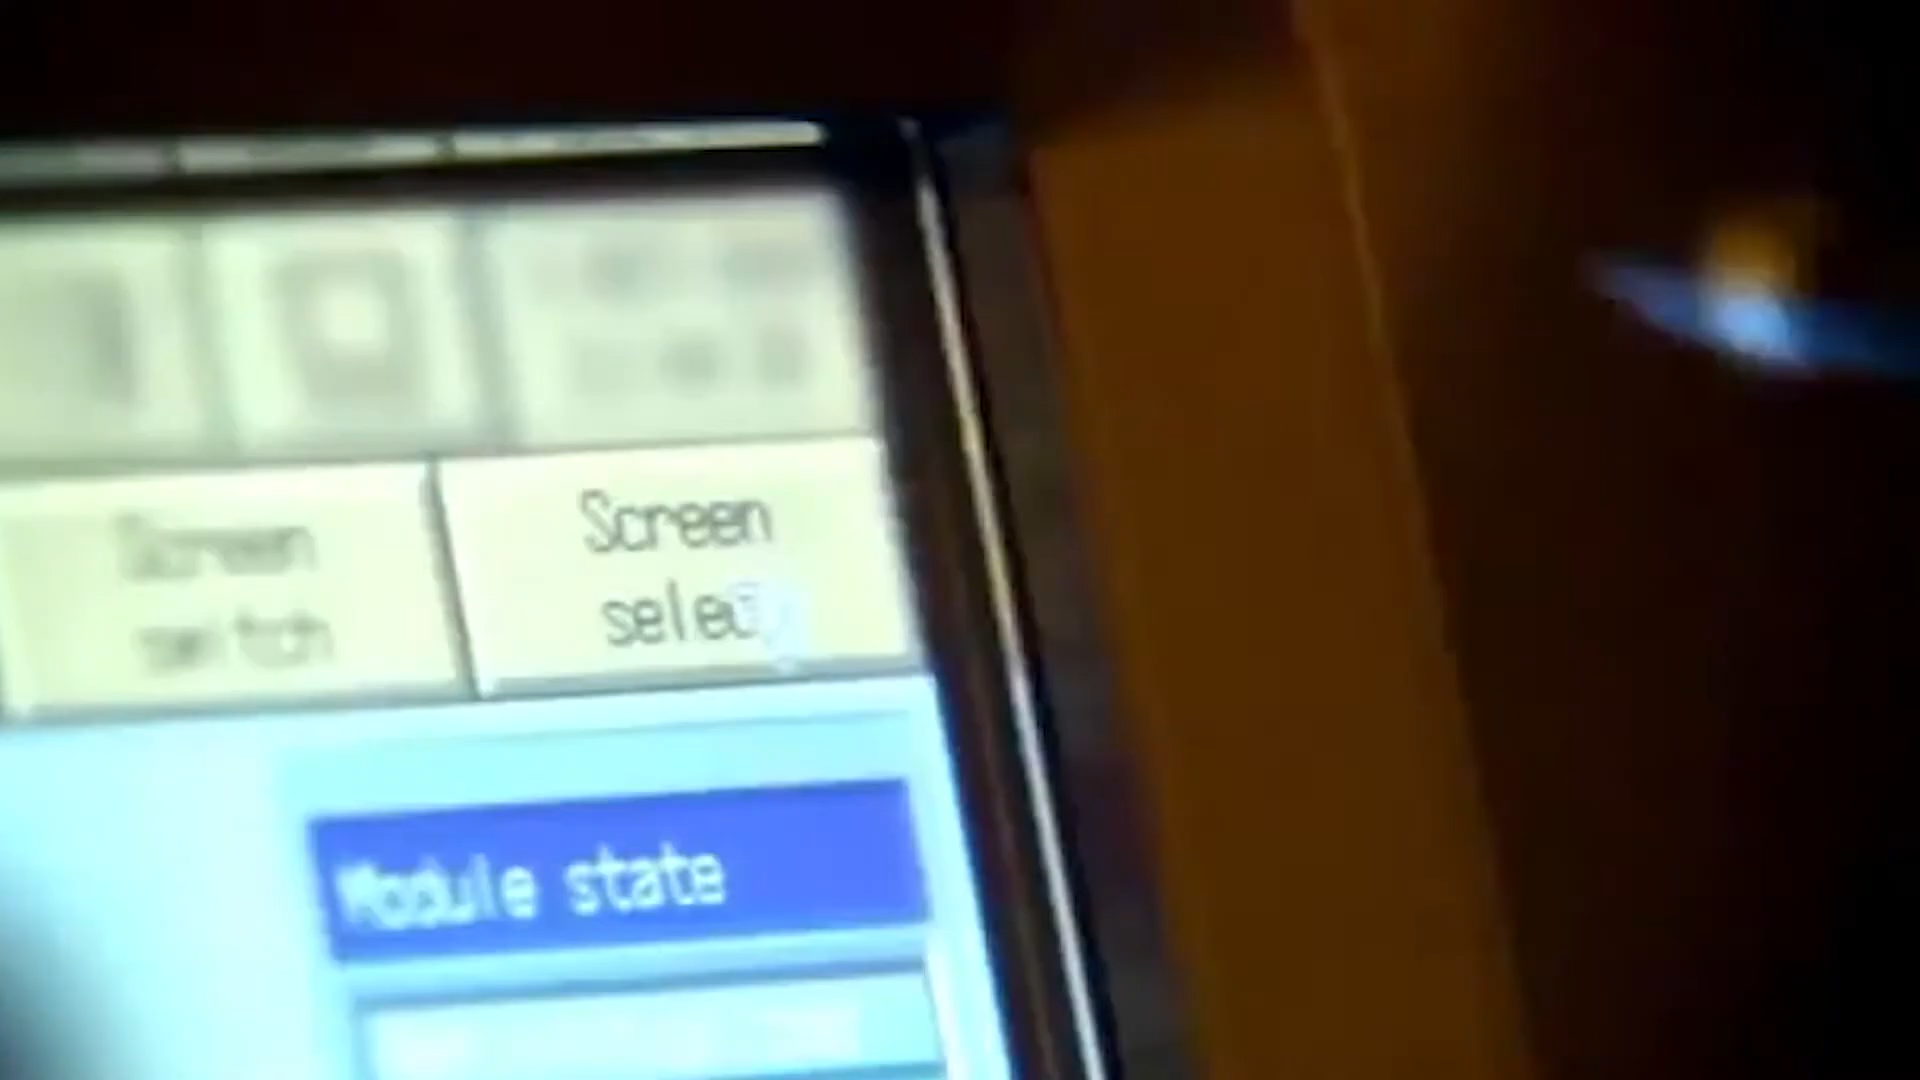 Screen
switch
Screen
select
Module state